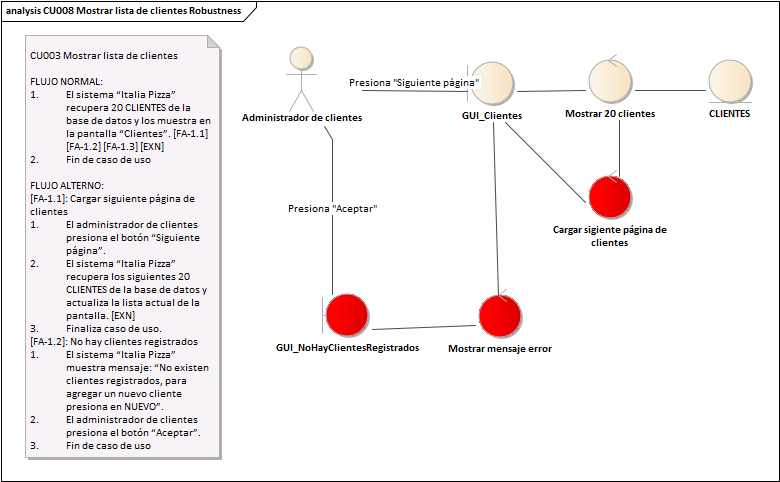 analysis CU008 Mostrar lista de clientes Robustness
CU003 Mostrar lista de clientes
FLUJO NORMAL:
1. El sistema “Italia Pizza”
recupera 20 CLIENTES de la
base de datos y los muestra en
la pantalla “Clientes”. [FA-1.1]
[FA-1.2] [FA-1.3] [EXN]
2. Fin de caso de uso
FLUJO ALTERNO:
[FA-1.1]: Cargar siguiente página de
clientes
1. El administrador de clientes
presiona el botón “Siguiente
página”.
2. El sistema “Italia Pizza”
recupera los siguientes 20
CLIENTES de la base de datos y
actualiza la lista actual de la
pantalla. [EXN]
3. Finaliza caso de uso.
[FA-1.2]: No hay clientes registrados
1. El sistema “Italia Pizza”
muestra mensaje: “No existen
clientes registrados, para
agregar un nuevo cliente
presiona en NUEVO”.
2. El administrador de clientes
presiona el botón “Aceptar”.
3. Fin de caso de uso
Administrador de clientes
Presiona "Siguiente página"
GUI_Clientes
Mostrar 20 clientes
CLIENTES
Presiona "Aceptar"
Cargar sigiente página de
clientes
GUI_NoHayClientesRegistrados
Mostrar mensaje error